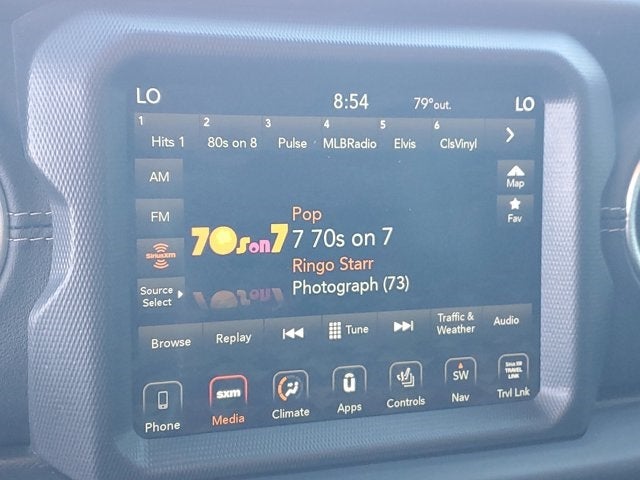 LO 8:54 79°out. LO
1 2 3 4 5 6
Hits 1 80s on 8 Pulse MLBRadio Elvis ClsVinyl
AM
Map
FM
Fav
SiriusXM
70s on 7
Pop
7 70s on 7
Ringo Starr
Photograph (73)
Source
Select
Browse Replay Tune Traffic &
Weather Audio
sxm SW Sirius XM
TRAVEL
LINK
Phone Media Climate Apps Controls Nav Trvl Lnk